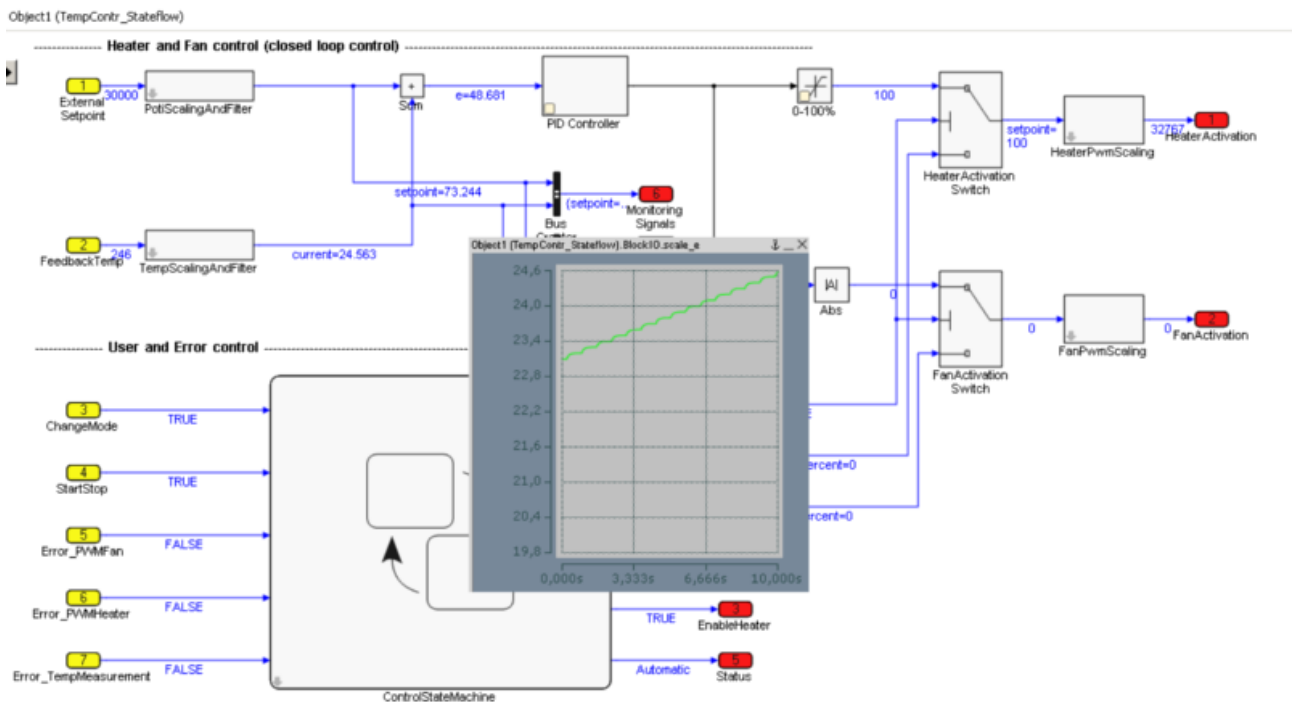 Object1 (TempContr_Stateflow)
Heater and Fan control (closed loop control)
1
30000
External
Setpoint
PotiScalingAndFilter
+
Sum
e=48.681
PID Controller
0-100%
100
Heater Activation
Switch
setpoint=
100
HeaterPwmScaling
32767
1
HeaterActivation
setpoint=73.244
(setpoint=..
6
Monitoring
Signals
Bus
2
246
FeedbackTemp
TempScalingAndFilter
current=24.563
Object1 (TempContr_Stateflow).BlockIO.scale_e
24,6
24,0
23,4
22,8
22,2
21,6
21,0
20,4
19,8
0,000s
3,333s
6,666s
10,000s
|A|
Abs
0
FanActivation
Switch
0
FanPwmScaling
0
2
FanActivation
ercent=0
rcent=0
User and Error control
3
ChangeMode
TRUE
4
StartStop
TRUE
5
Error_PWMFan
FALSE
6
Error_PWMHeater
FALSE
7
Error_TempMeasurement
FALSE
ControlStateMachine
TRUE
3
EnableHeater
Automatic
5
Status